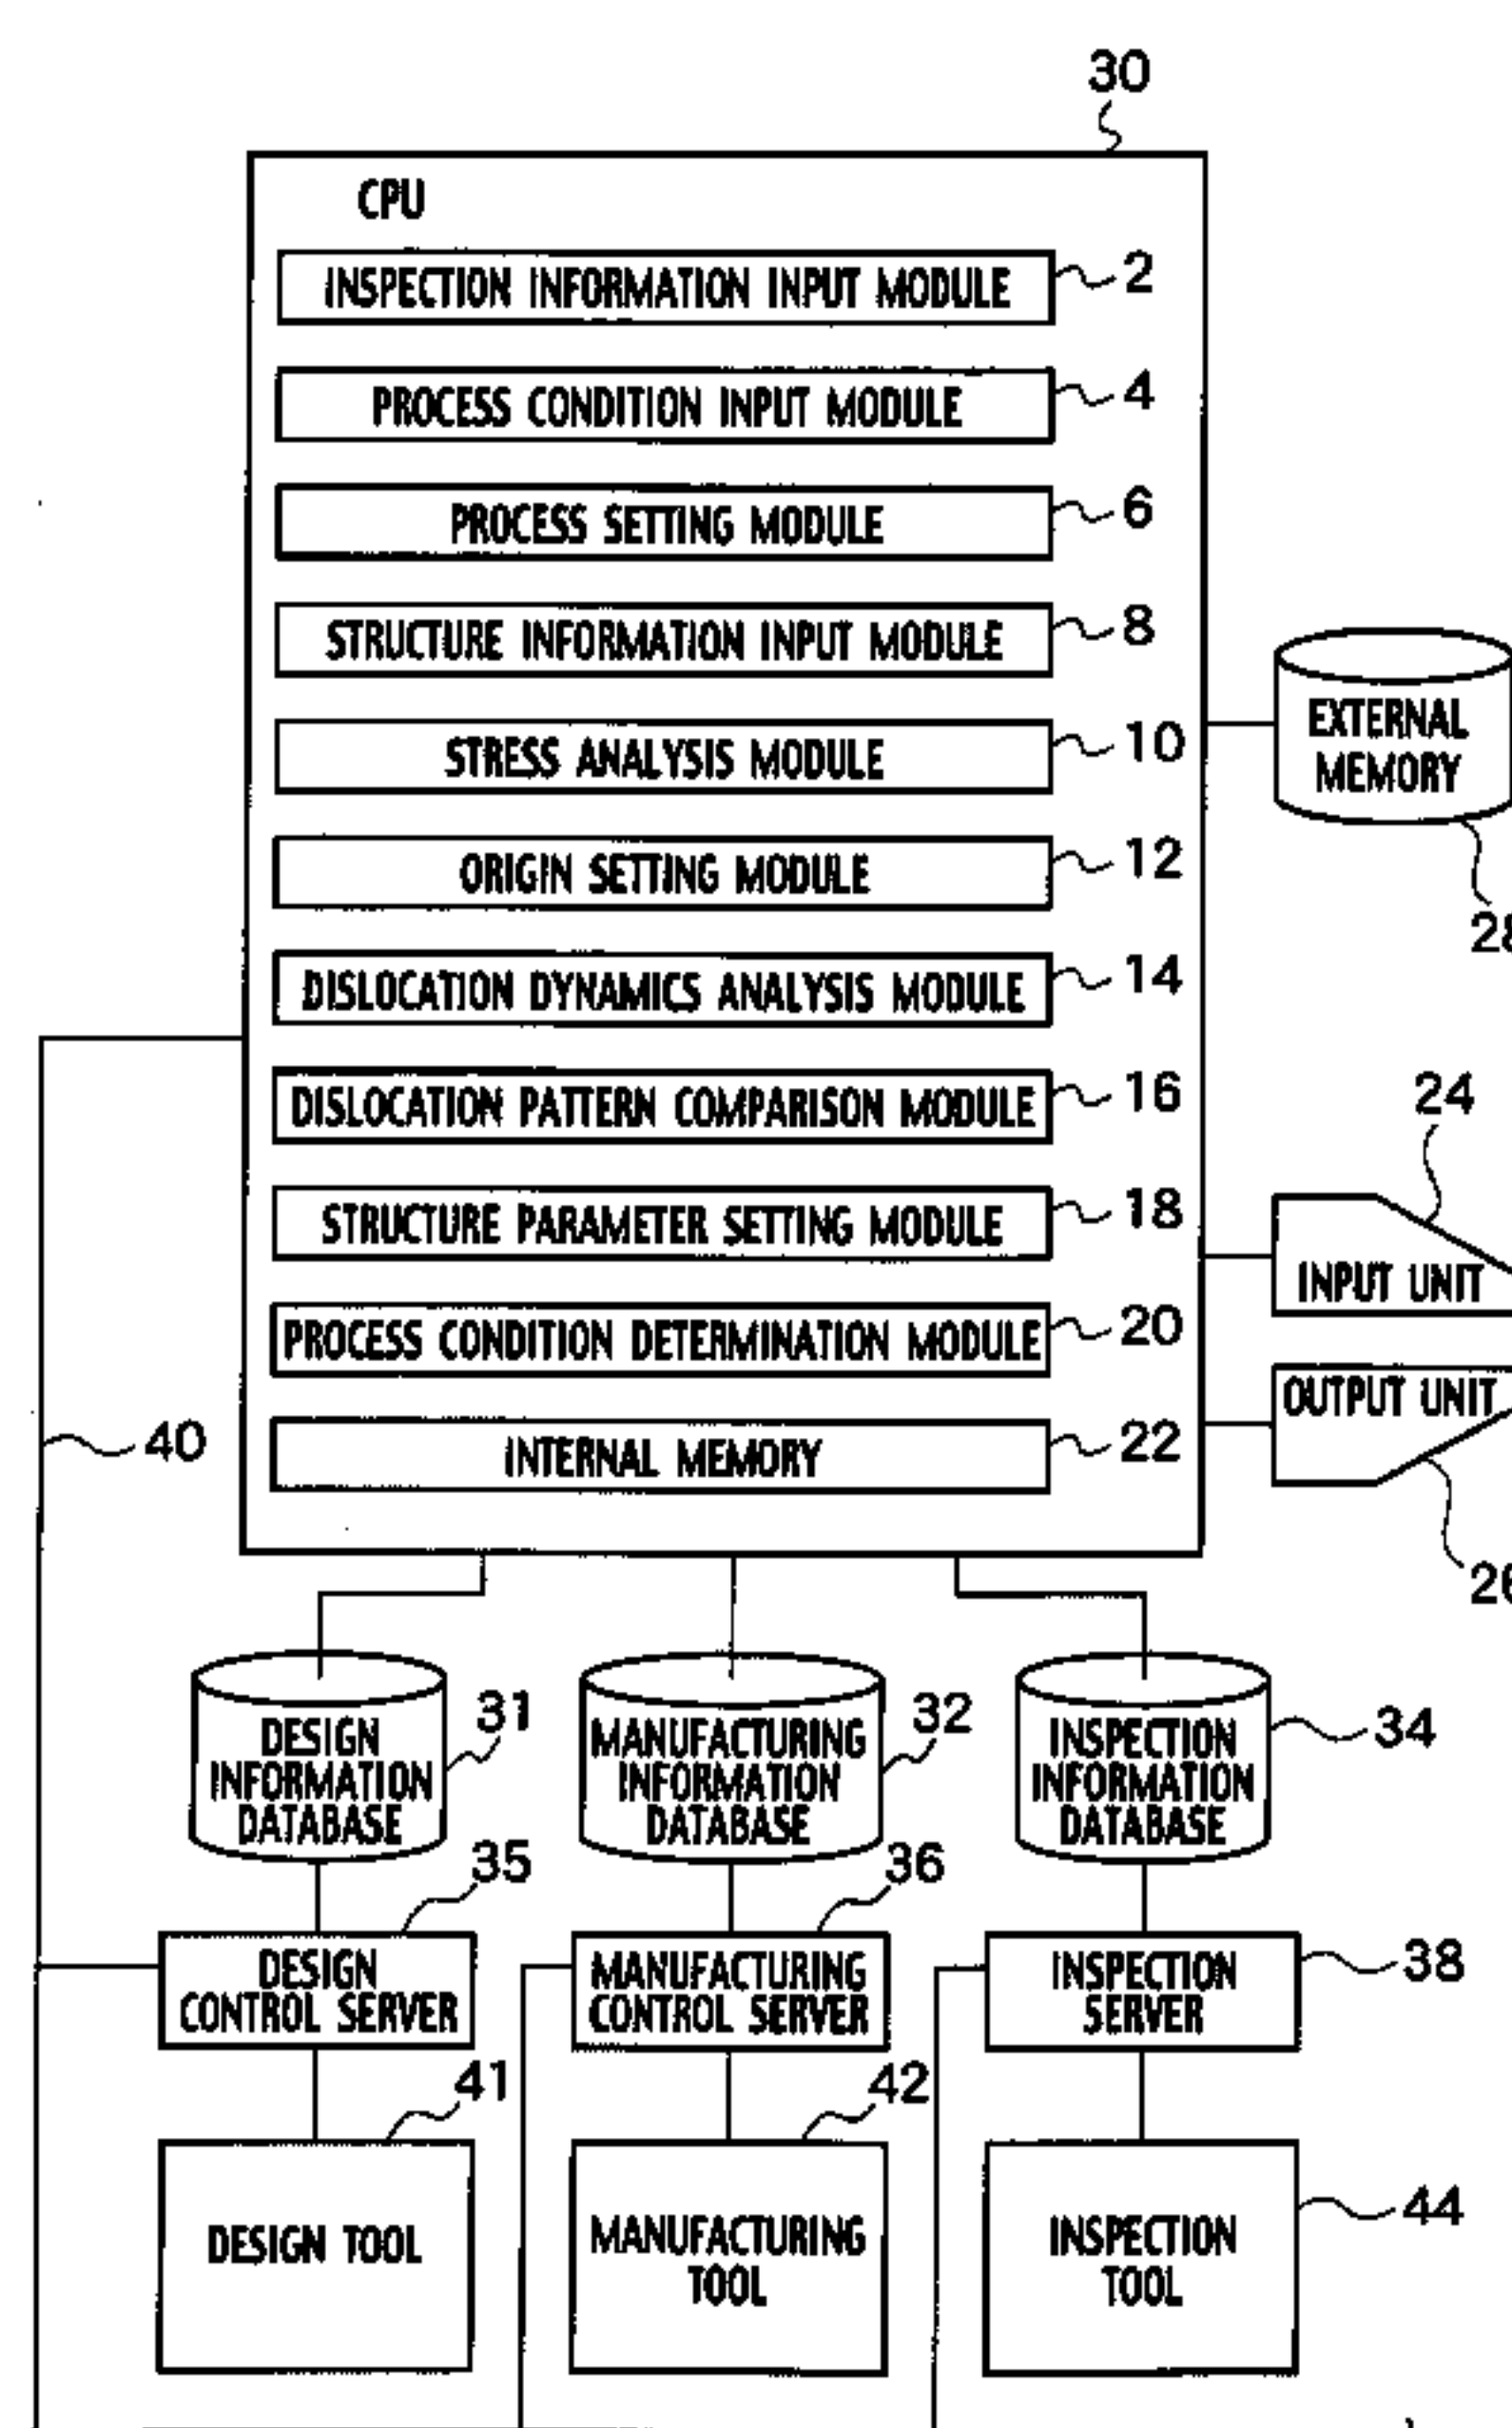 30
CPU
INSPECTION INFORMATION INPUT MODULE 2
PROCESS CONDITION INPUT MODULE 4
PROCESS SETTING MODULE 6
STRUCTURE INFORMATION INPUT MODULE 8
STRESS ANALYSIS MODULE 10
ORIGIN SETTING MODULE 12
DISLOCATION DYNAMICS ANALYSIS MODULE 14
DISLOCATION PATTERN COMPARISON MODULE 16
STRUCTURE PARAMETER SETTING MODULE 18
PROCESS CONDITION DETERMINATION MODULE 20
INTERNAL MEMORY 22
EXTERNAL
MEMORY
28
24
INPUT UNIT
OUTPUT UNIT
26
40
DESIGN
INFORMATION
DATABASE
31
MANUFACTURING
INFORMATION
DATABASE
32
INSPECTION
INFORMATION
DATABASE
34
35
DESIGN
CONTROL SERVER
36
MANUFACTURING
CONTROL SERVER
INSPECTION
SERVER
38
41
DESIGN TOOL
42
MANUFACTURING
TOOL
INSPECTION
TOOL
44